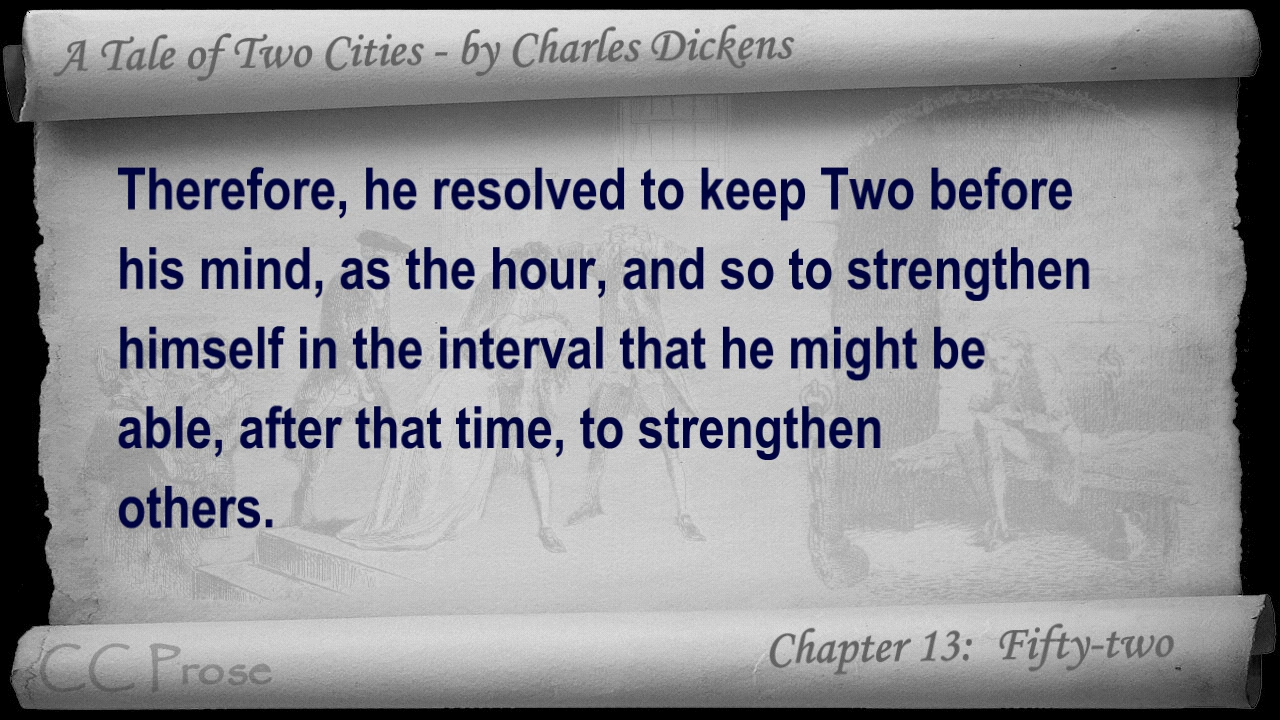 A Tale of Two Cities - by Charles Dickens
Therefore, he resolved to keep Two before
his mind, as the hour, and so to strengthen
himself in the interval that he might be
able, after that time, to strengthen
others.
CC Prose
Chapter 13: Fifty-two